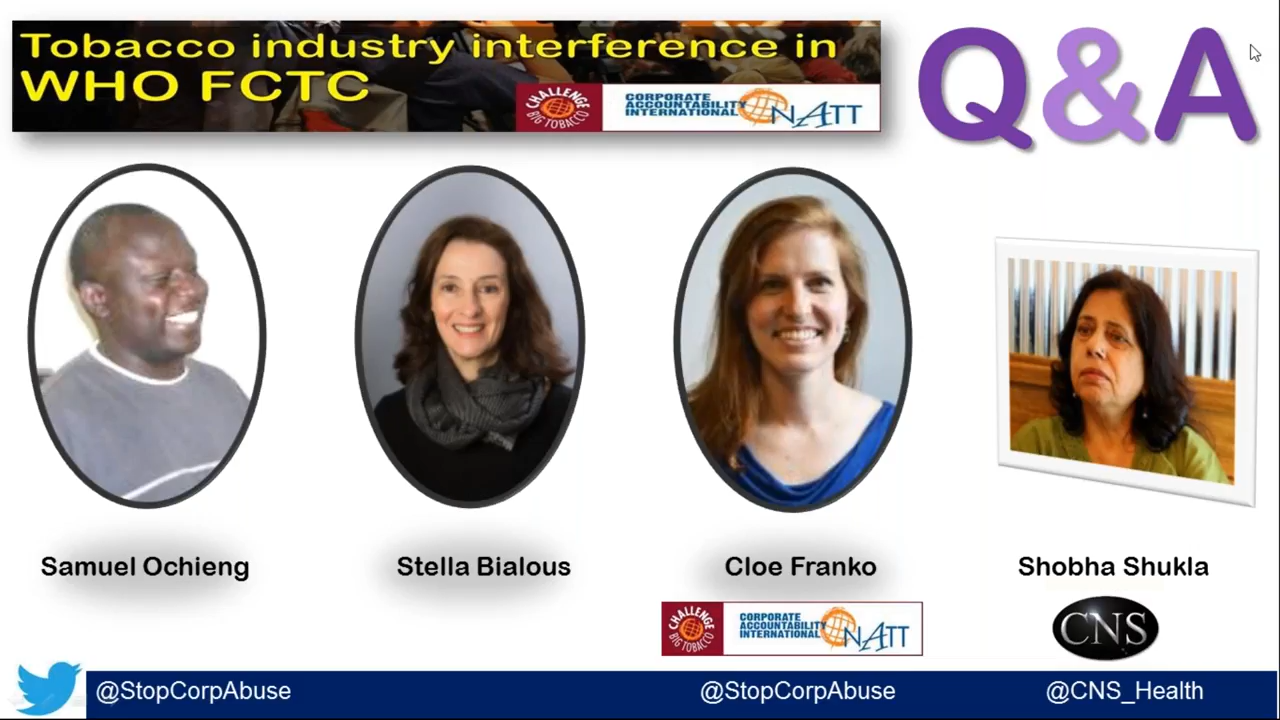 Tobacco industry interference in
WHO FCTC
CHALLENGE
BIG TOBACCO
CORPORATE
ACCOUNTABILITY
INTERNATIONAL
NATT
Q&A
Samuel Ochieng
Stella Bialous
Cloe Franko
Shobha Shukla
CHALLENGE
BIG TOBACCO
CORPORATE
ACCOUNTABILITY
INTERNATIONAL
NATT
CNS
@StopCorpAbuse
@StopCorpAbuse
@CNS_Health